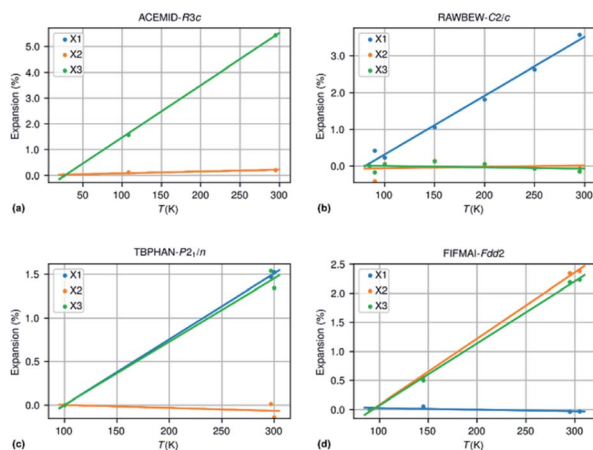 ACEMID-R3c
X1
X2
X3
Expansion (%)
5.0
4.0
3.0
2.0
1.0
0.0
50
100
150
200
250
300
T(K)
(a)
RAWBEW-C2/c
X1
X2
X3
Expansion (%)
3.0
2.0
1.0
0.0
100
150
200
250
300
T(K)
(b)
TBPHAN-P2₁/n
X1
X2
X3
Expansion (%)
1.5
1.0
0.5
0.0
100
150
200
250
300
T(K)
(c)
FIFMAI-Fdd2
X1
X2
X3
Expansion (%)
2.5
2.0
1.5
1.0
0.5
0.0
100
150
200
250
300
T(K)
(d)